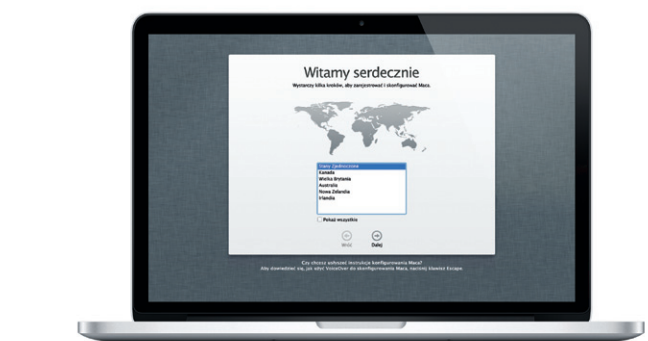 Witamy serdecznie
Wystarczy kilka kroków, aby zarejestrować i skonfigurować Maca.
Stany Zjednoczone
Kanada
Wielka Brytania
Australia
Nowa Zelandia
Irlandia
Pokaż wszystkie
Wróć
Dalej
Czy chcesz usłyszeć instrukcje konfigurowania Maca?
Aby dowiedzieć się, jak użyć VoiceOver do skonfigurowania Maca, naciśnij klawisz Escape.